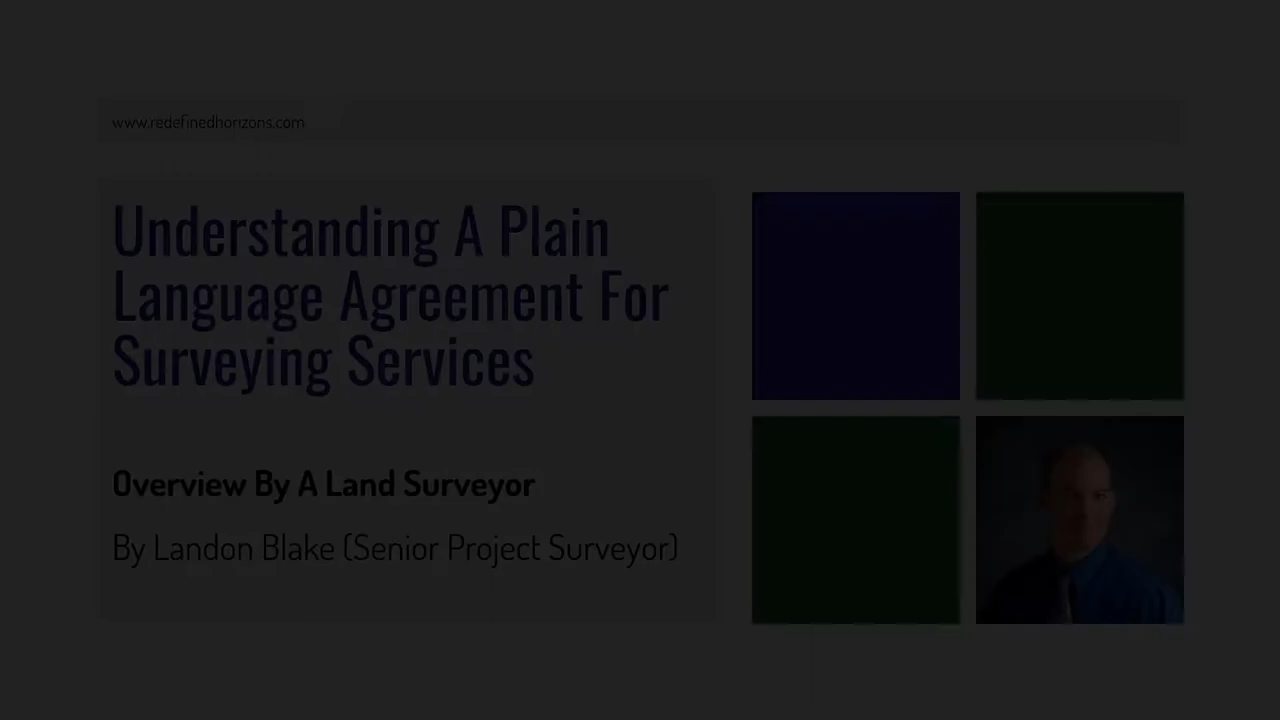 www.redefinedhorizons.com
Understanding A Plain
Language Agreement For
Surveying Services
Overview By A Land Surveyor
By Landon Blake (Senior Project Surveyor)